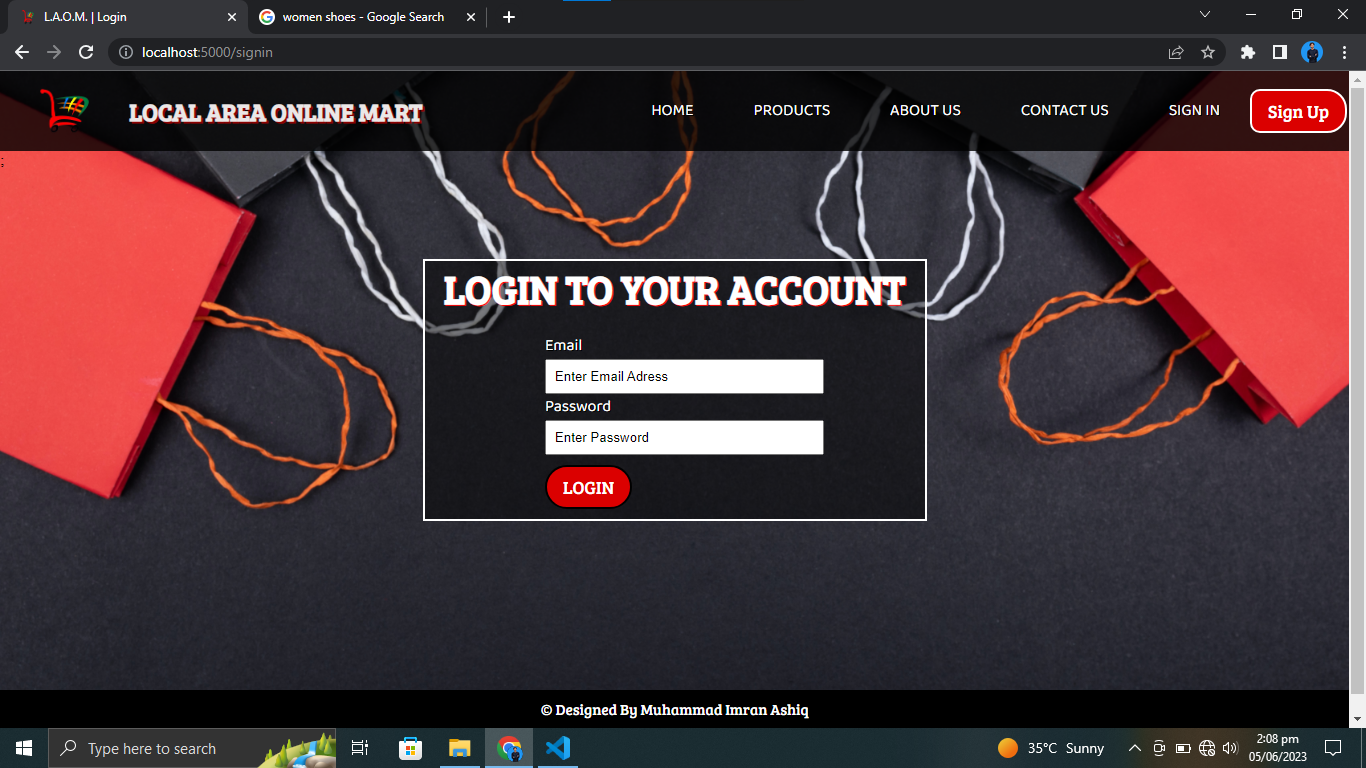 L.A.O.M. | Login
women shoes - Google Search
localhost:5000/signin
LOCAL AREA ONLINE MART
HOME PRODUCTS ABOUT US CONTACT US SIGN IN Sign Up
;
LOGIN TO YOUR ACCOUNT
Email
Enter Email Adress
Password
Enter Password
LOGIN
© Designed By Muhammad Imran Ashiq
Type here to search
35°C Sunny
2:08 pm
05/06/2023